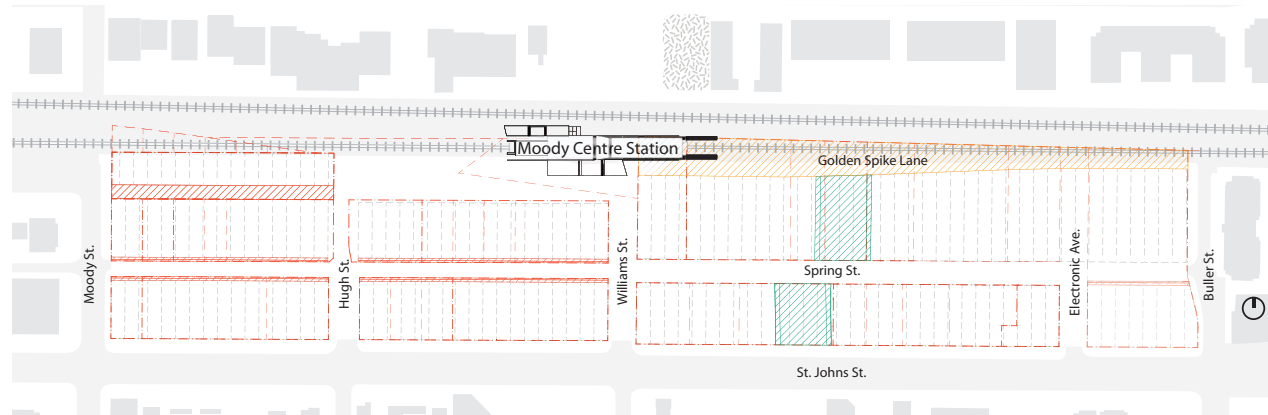 Moody Centre Station
Golden Spike Lane
Moody St.
Hugh St.
Williams St.
Spring St.
Electronic Ave.
Buller St.
St. Johns St.